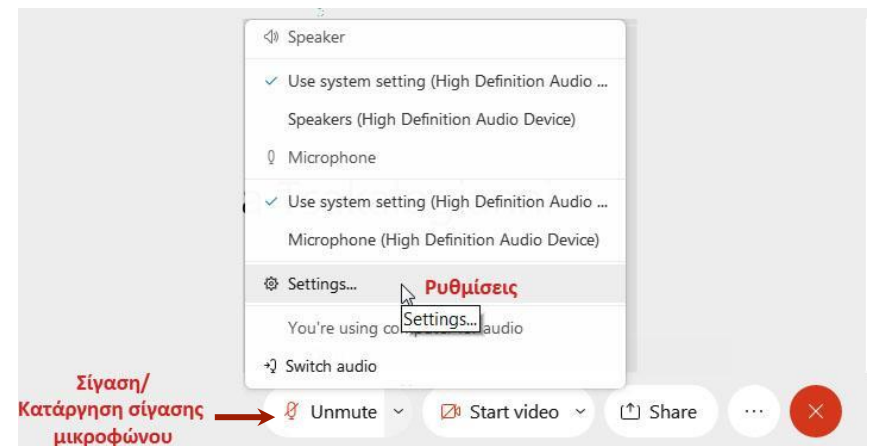 Speaker
Use system setting (High Definition Audio ...
Speakers (High Definition Audio Device)
Microphone
Use system setting (High Definition Audio ...
Microphone (High Definition Audio Device)
Settings...
Ρυθμίσεις
Settings...
You're using audio
Switch audio
Σίγαση/
Κατάργηση σίγασης
μικροφώνου
Unmute
Start video
Share